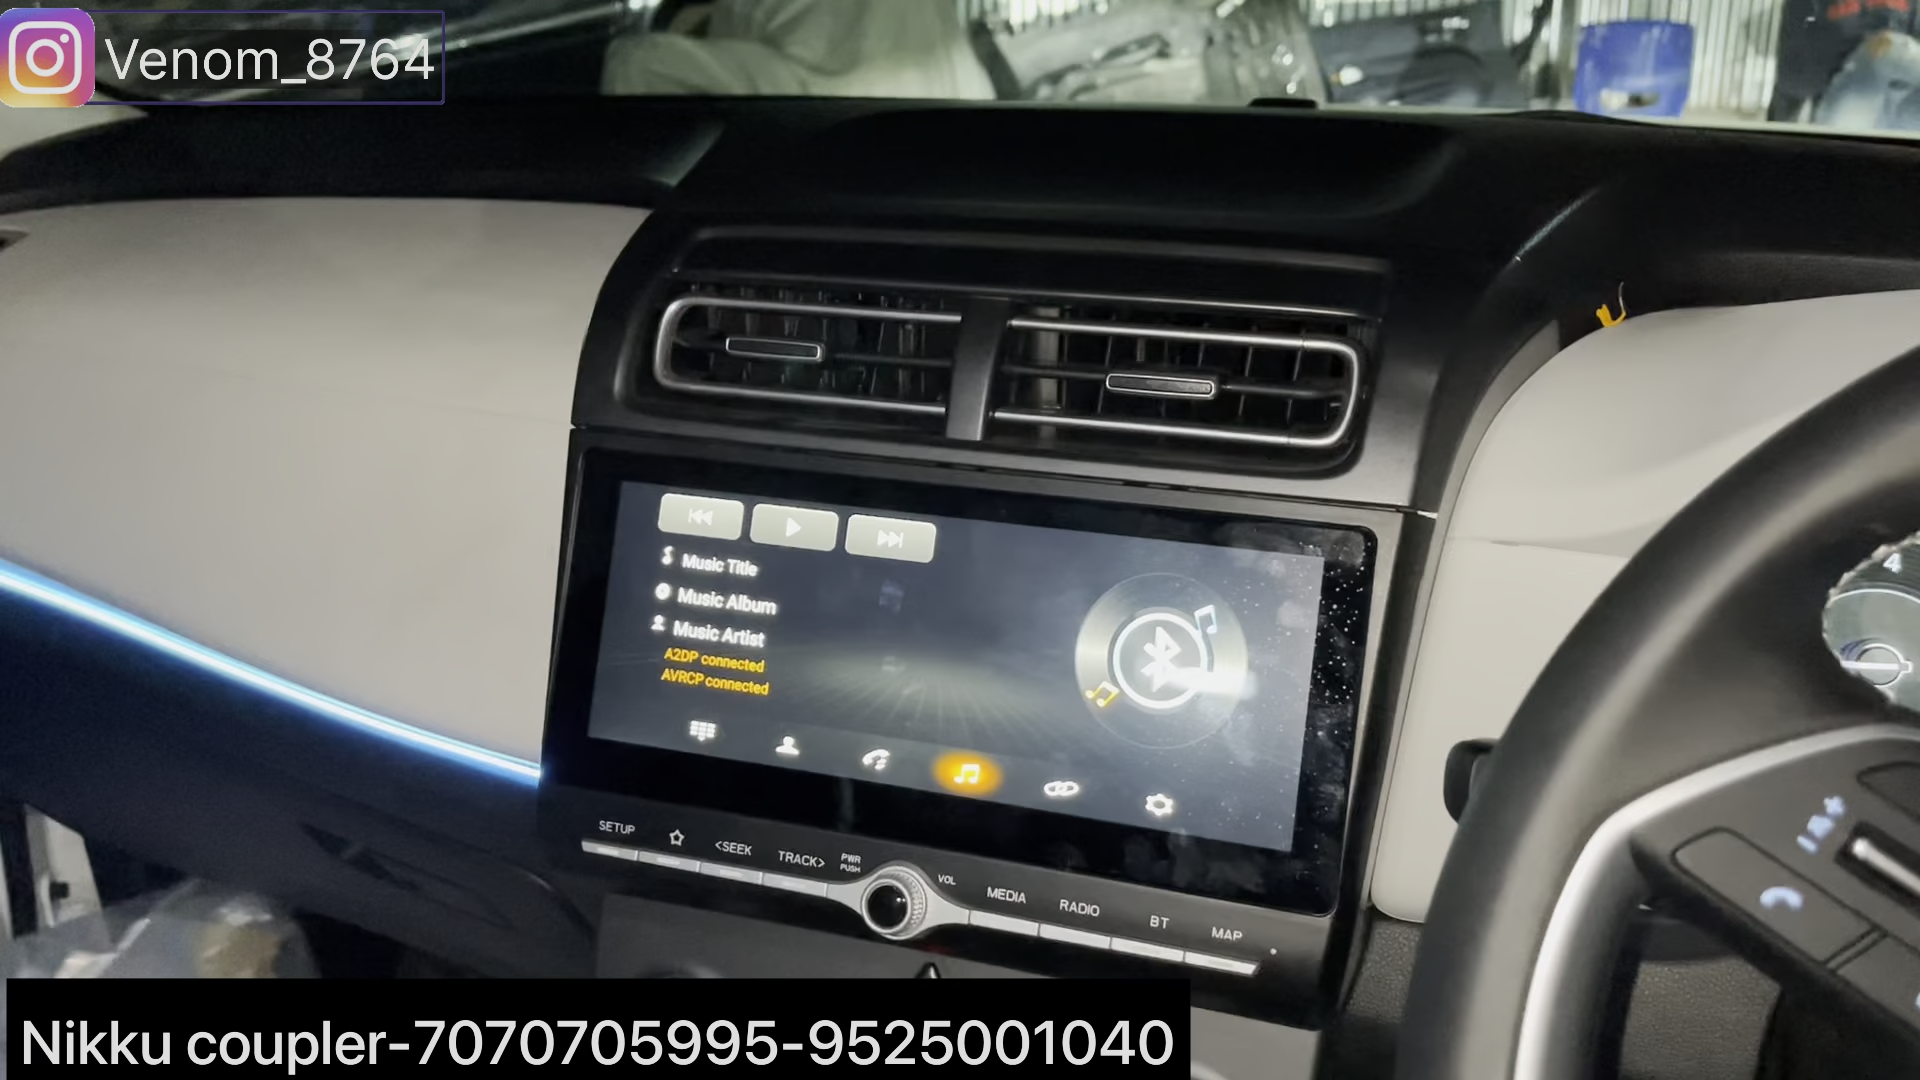 Venom_8764
Music Title
Music Album
Music Artist
A2DP connected
AVRCP connected
SETUP
<SEEK
TRACK>
PWR
PUSH
VOL
MEDIA
RADIO
BT
MAP
4
Nikku coupler-7070705995-9525001040